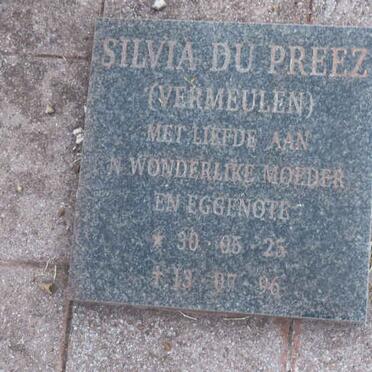 SILVIA DU PREEZ
(VERMEULEN)
MET LIEFDE AAN
'N WONDERLIKE MOEDER
EN EGGENOTE
* 30 - 05 - 25
† 13 - 07 - 96